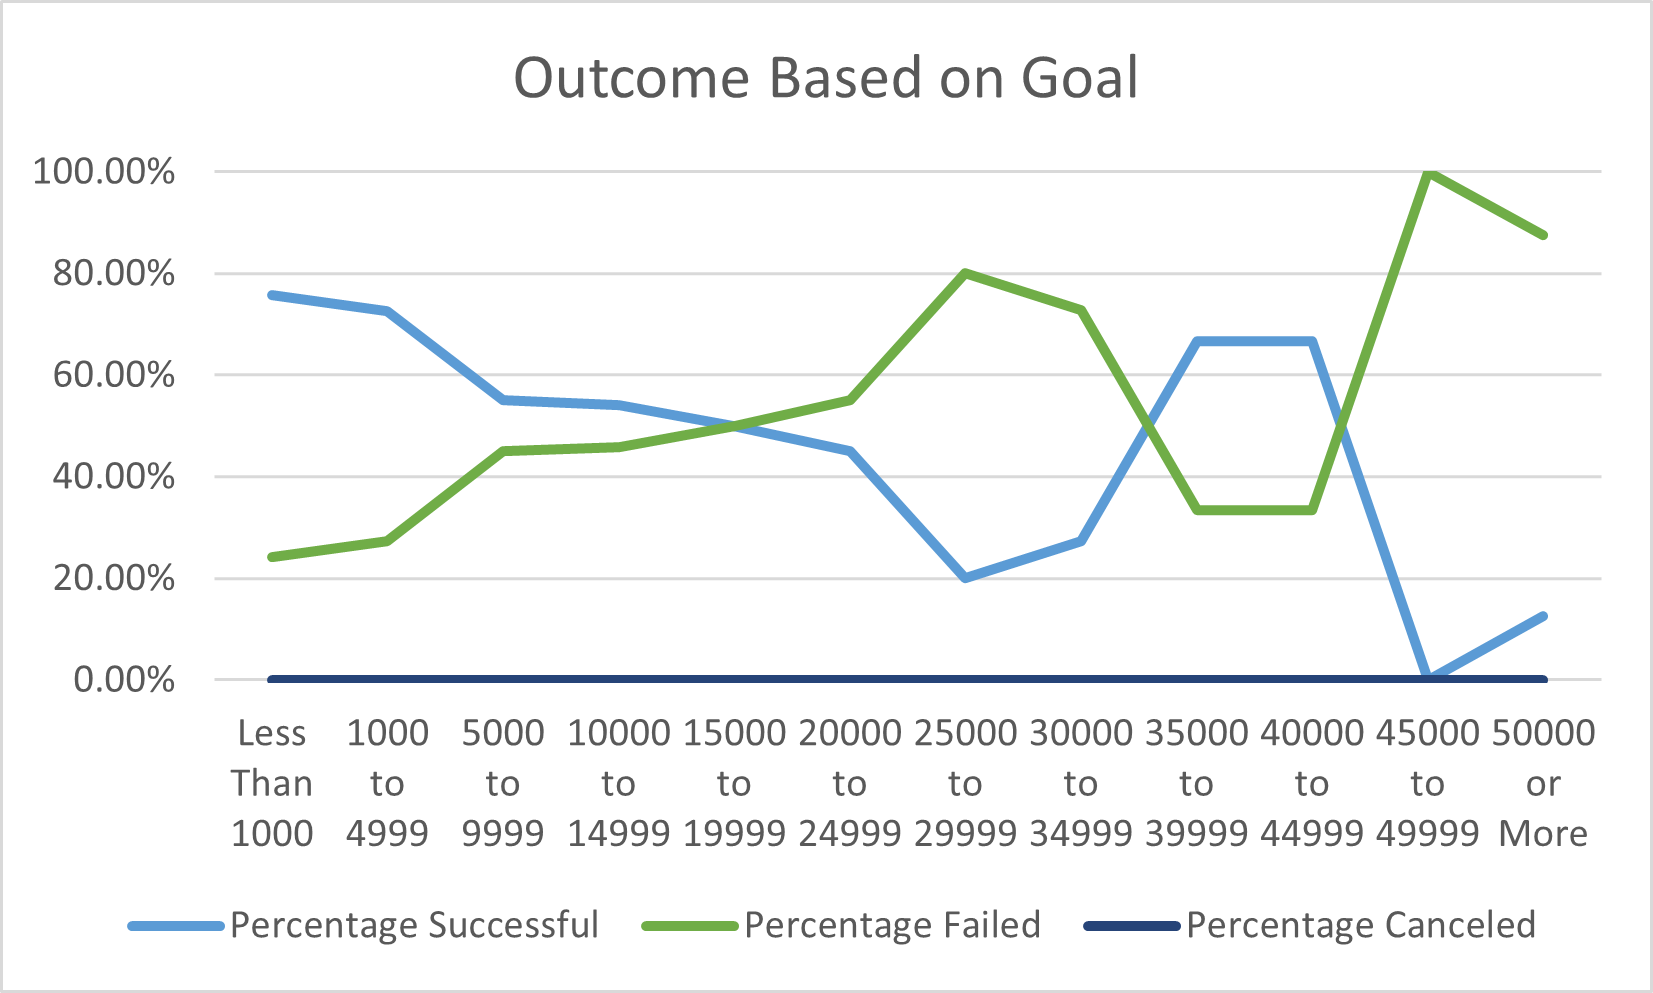 Outcome Based on Goal
100.00%
80.00%
60.00%
40.00%
20.00%
0.00%
Less 1000 5000 10000 15000 20000 25000 30000 35000 40000 45000 50000
Than to to to to to to to to to to or
1000 4999 9999 14999 19999 24999 29999 34999 39999 44999 49999 More
Percentage Successful Percentage Failed Percentage Canceled